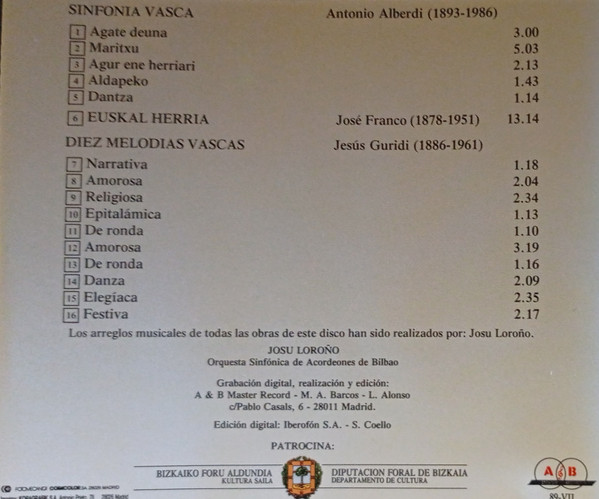 SINFONIA VASCA Antonio Alberdi (1893-1986)
1 Agate deuna 3.00
2 Maritxu 5.03
3 Agur ene herriari 2.13
4 Aldapeko 1.43
5 Dantza 1.14
6 EUSKAL HERRIA José Franco (1878-1951) 13.14
DIEZ MELODIAS VASCAS Jesús Guridi (1886-1961)
7 Narrativa 1.18
8 Amorosa 2.04
9 Religiosa 2.34
10 Epitalámica 1.13
11 De ronda 1.10
12 Amorosa 3.19
13 De ronda 1.16
14 Danza 2.09
15 Elegíaca 2.35
16 Festiva 2.17
Los arreglos musicales de todas las obras de este disco han sido realizados por: Josu Loroño.
JOSU LOROÑO
Orquesta Sinfónica de Acordeones de Bilbao
Grabación digital, realización y edición:
A & B Master Record - M. A. Barcos - L. Alonso
c/Pablo Casals, 6 - 28011 Madrid.
Edición digital: Iberofón S.A. - S. Coello
PATROCINA:
BIZKAIKO FORU ALDUNDIA DIPUTACION FORAL DE BIZKAIA
KULTURA SAILA DEPARTAMENTO DE CULTURA
A & B
89-VII